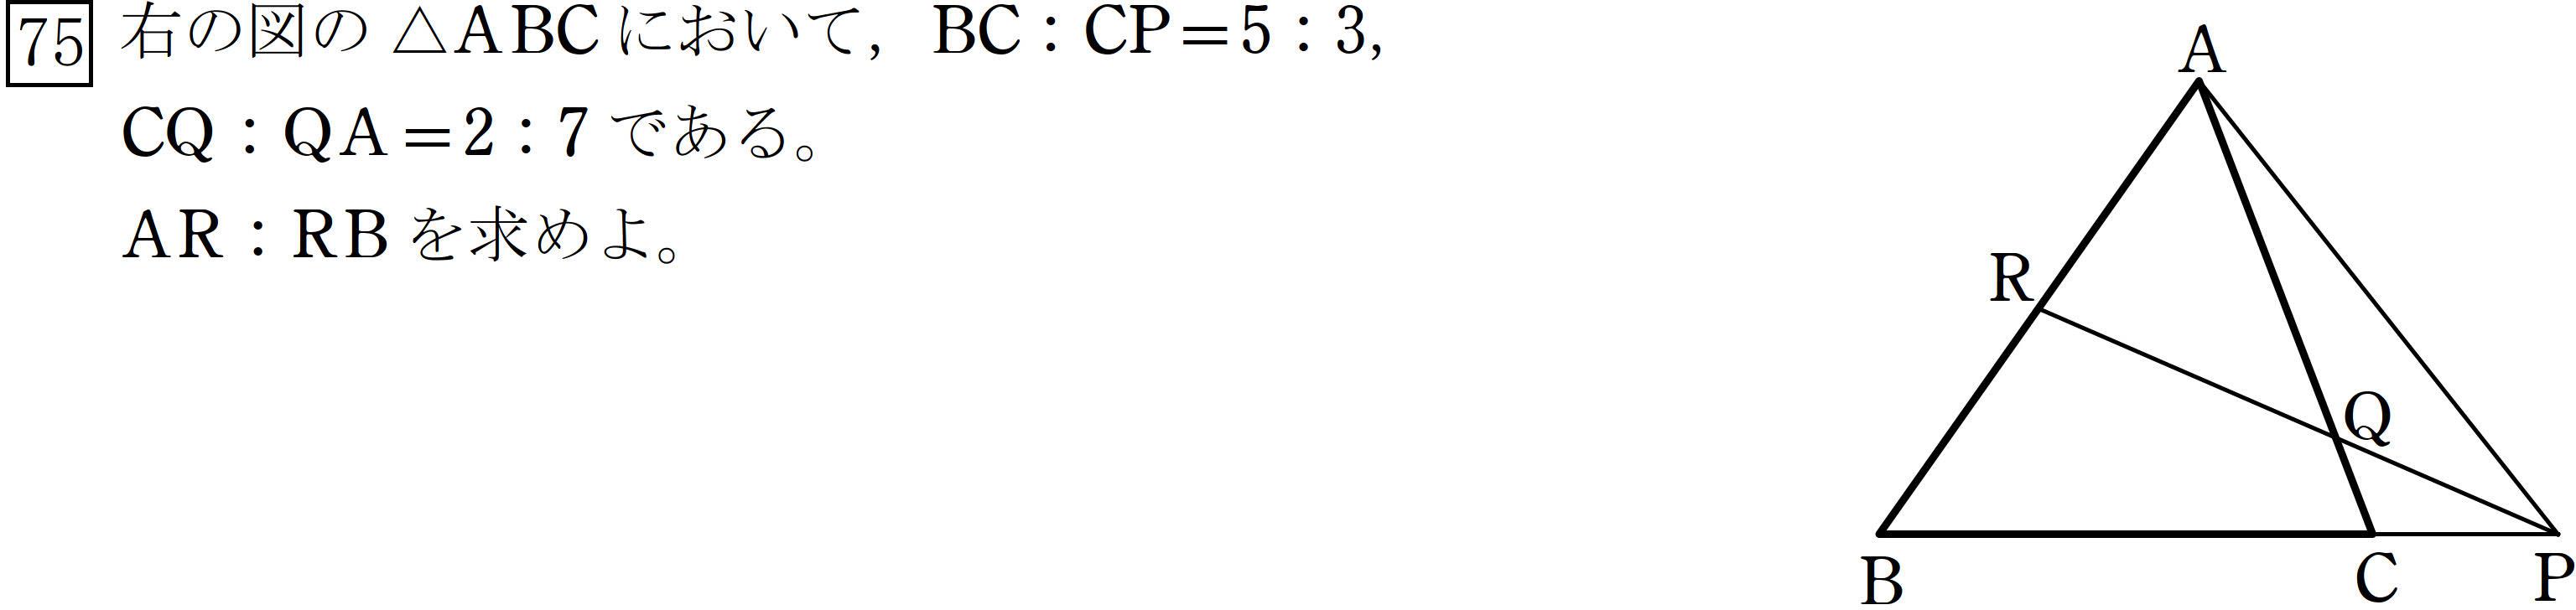 75 右の図の △ABC において, BC：CP＝5：3,
CQ：QA＝2：7 である。
AR：RB を求めよ。
A
R
Q
B
C
P